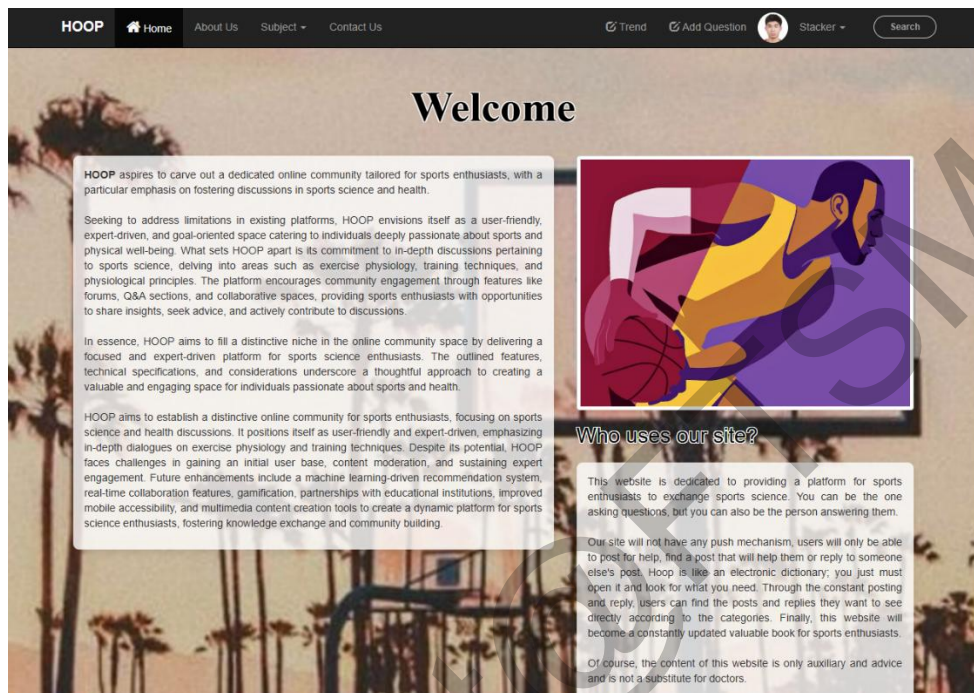 HOOP Home About Us Subject Contact Us Trend Add Question Stacker Search
Welcome
HOOP aspires to carve out a dedicated online community tailored for sports enthusiasts, with a
particular emphasis on fostering discussions in sports science and health.
Seeking to address limitations in existing platforms, HOOP envisions itself as a user-friendly,
expert-driven, and goal-oriented space catering to individuals deeply passionate about sports and
physical well-being. What sets HOOP apart is its commitment to in-depth discussions pertaining
to sports science, delving into areas such as exercise physiology, training techniques, and
physiological principles. The platform encourages community engagement through features like
forums, Q&A sections, and collaborative spaces, providing sports enthusiasts with opportunities
to share insights, seek advice, and actively contribute to discussions.
In essence, HOOP aims to fill a distinctive niche in the online community space by delivering a
focused and expert-driven platform for sports science enthusiasts. The outlined features,
technical specifications, and considerations underscore a thoughtful approach to creating a
valuable and engaging space for individuals passionate about sports and health.
HOOP aims to establish a distinctive online community for sports enthusiasts, focusing on sports
science and health discussions. It positions itself as user-friendly and expert-driven, emphasizing
in-depth dialogues on exercise physiology and training techniques. Despite its potential, HOOP
faces challenges in gaining an initial user base, content moderation, and sustaining expert
engagement. Future enhancements include a machine learning-driven recommendation system,
real-time collaboration features, gamification, partnerships with educational institutions, improved
mobile accessibility, and multimedia content creation tools to create a dynamic platform for sports
science enthusiasts, fostering knowledge exchange and community building.
Who uses our site?
This website is dedicated to providing a platform for sports
enthusiasts to exchange sports science. You can be the one
asking questions, but you can also be the person answering them.
Our site will not have any push mechanism, users will only be able
to post for help, find a post that will help them or reply to someone
else's post. Hoop is like an electronic dictionary; you just must
open it and look for what you need. Through the constant posting
and reply, users can find the posts and replies they want to see
directly according to the categories. Finally, this website will
become a constantly updated valuable book for sports enthusiasts.
Of course, the content of this website is only auxiliary and advice
and is not a substitute for doctors.